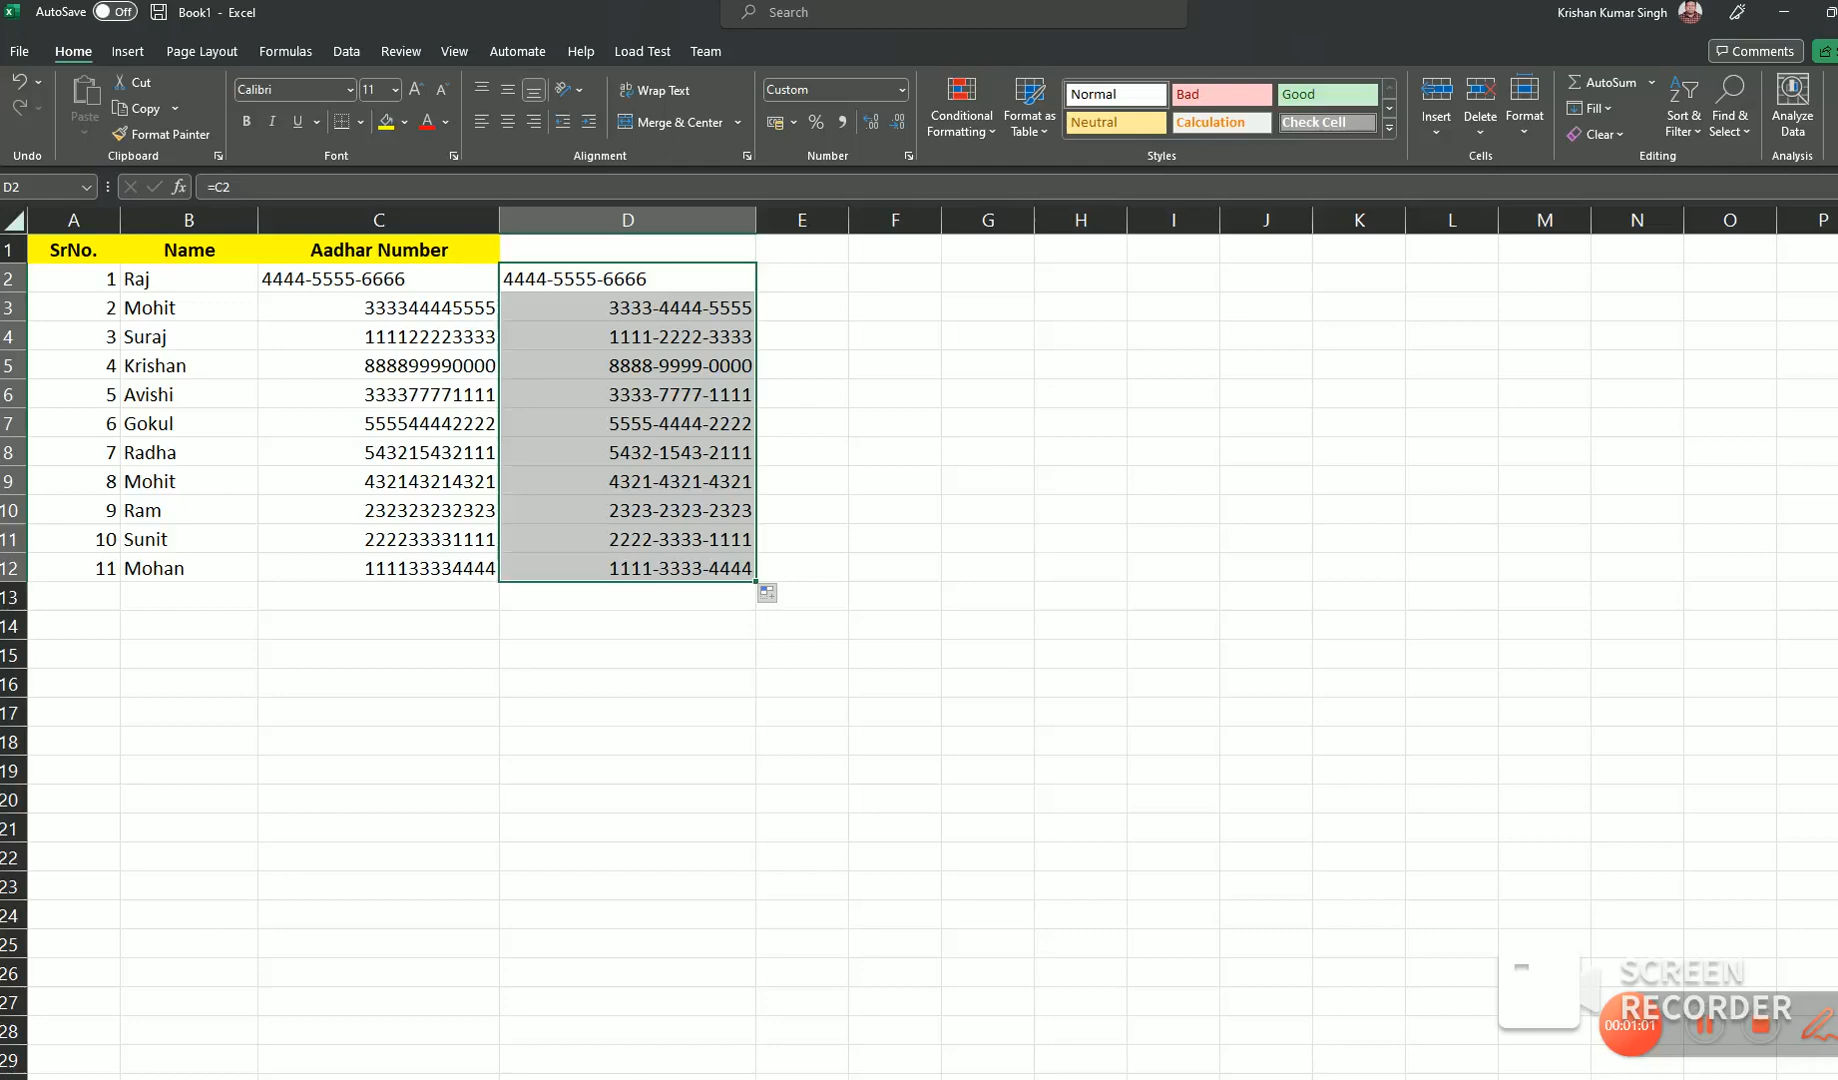 AutoSave Off Book1 - Excel Search Krishan Kumar Singh
File Home Insert Page Layout Formulas Data Review View Automate Help Load Test Team Comments
Paste Cut Copy Format Painter
Calibri 11 Wrap Text Merge & Center Custom
Conditional Formatting Format as Table Normal Bad Good Neutral Calculation Check Cell
Insert Delete Format AutoSum Fill Clear Sort & Filter Find & Select Analyze Data
Undo Clipboard Font Alignment Number Styles Cells Editing Analysis
D2 fx =C2
A B C D E F G H I J K L M N O P
1 SrNo. Name Aadhar Number
2 1 Raj 4444-5555-6666 4444-5555-6666
3 2 Mohit 333344445555 3333-4444-5555
4 3 Suraj 111122223333 1111-2222-3333
5 4 Krishan 888899990000 8888-9999-0000
6 5 Avishi 333377771111 3333-7777-1111
7 6 Gokul 555544442222 5555-4444-2222
8 7 Radha 543215432111 5432-1543-2111
9 8 Mohit 432143214321 4321-4321-4321
10 9 Ram 232323232323 2323-2323-2323
11 10 Sunit 222233331111 2222-3333-1111
12 11 Mohan 111133334444 1111-3333-4444
13
14
15
16
17
18
19
20
21
22
23
24
25
26
27
28
29
SCREEN
RECORDER
00:01:01